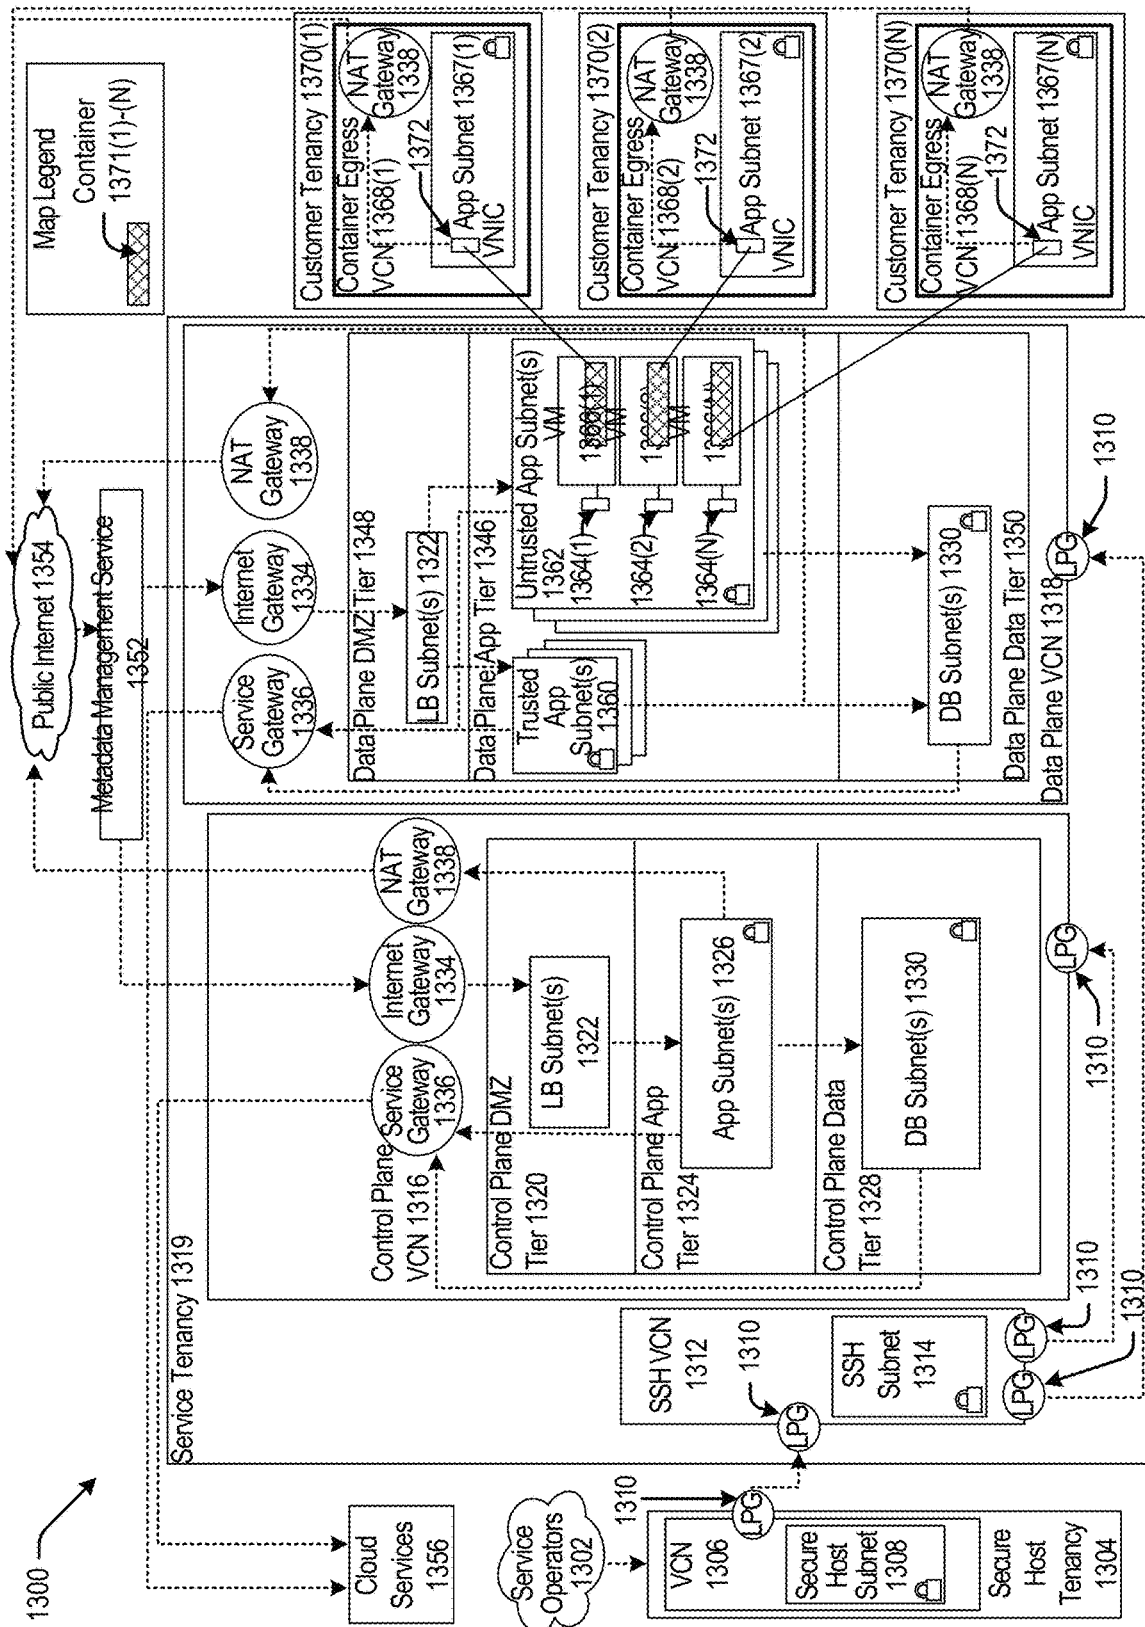 1300
Cloud
Services
1356
Service
Operators
1302
1310
LPG
VCN
1306
Secure
Host
Subnet
1308
Secure
Host
Tenancy
1304
Service Tenancy 1319
SSH VCN
1312
1310
LPG
SSH
Subnet
1314
LPG
LPG
1310
1310
Control Plane
VCN 1316
Service
Gateway
1336
Internet
Gateway
1334
NAT
Gateway
1338
Control Plane DMZ
Tier 1320
LB Subnet(s)
1322
Control Plane App
Tier 1324
App Subnet(s) 1326
Control Plane Data
Tier 1328
DB Subnet(s) 1330
LPG
1310
Public Internet 1354
Metadata Management Service
1352
Service
Gateway
1336
Internet
Gateway
1334
NAT
Gateway
1338
Data Plane DMZ Tier 1348
LB Subnet(s) 1322
Data Plane App Tier 1346
Trusted
App
Subnet(s)
1360
Untrusted App Subnet(s)
1362
VM
VM
VM
1364(1)
1364(2)
1364(N)
DB Subnet(s) 1330
Data Plane Data Tier 1350
Data Plane VCN 1318
LPG
1310
Map Legend
Container
1371(1)-(N)
Customer Tenancy 1370(1)
Container Egress
VCN 1368(1)
NAT
Gateway
1338
1372
App Subnet 1367(1)
VNIC
Customer Tenancy 1370(2)
Container Egress
VCN 1368(2)
NAT
Gateway
1338
1372
App Subnet 1367(2)
VNIC
Customer Tenancy 1370(N)
Container Egress
VCN 1368(N)
NAT
Gateway
1338
1372
App Subnet 1367(N)
VNIC